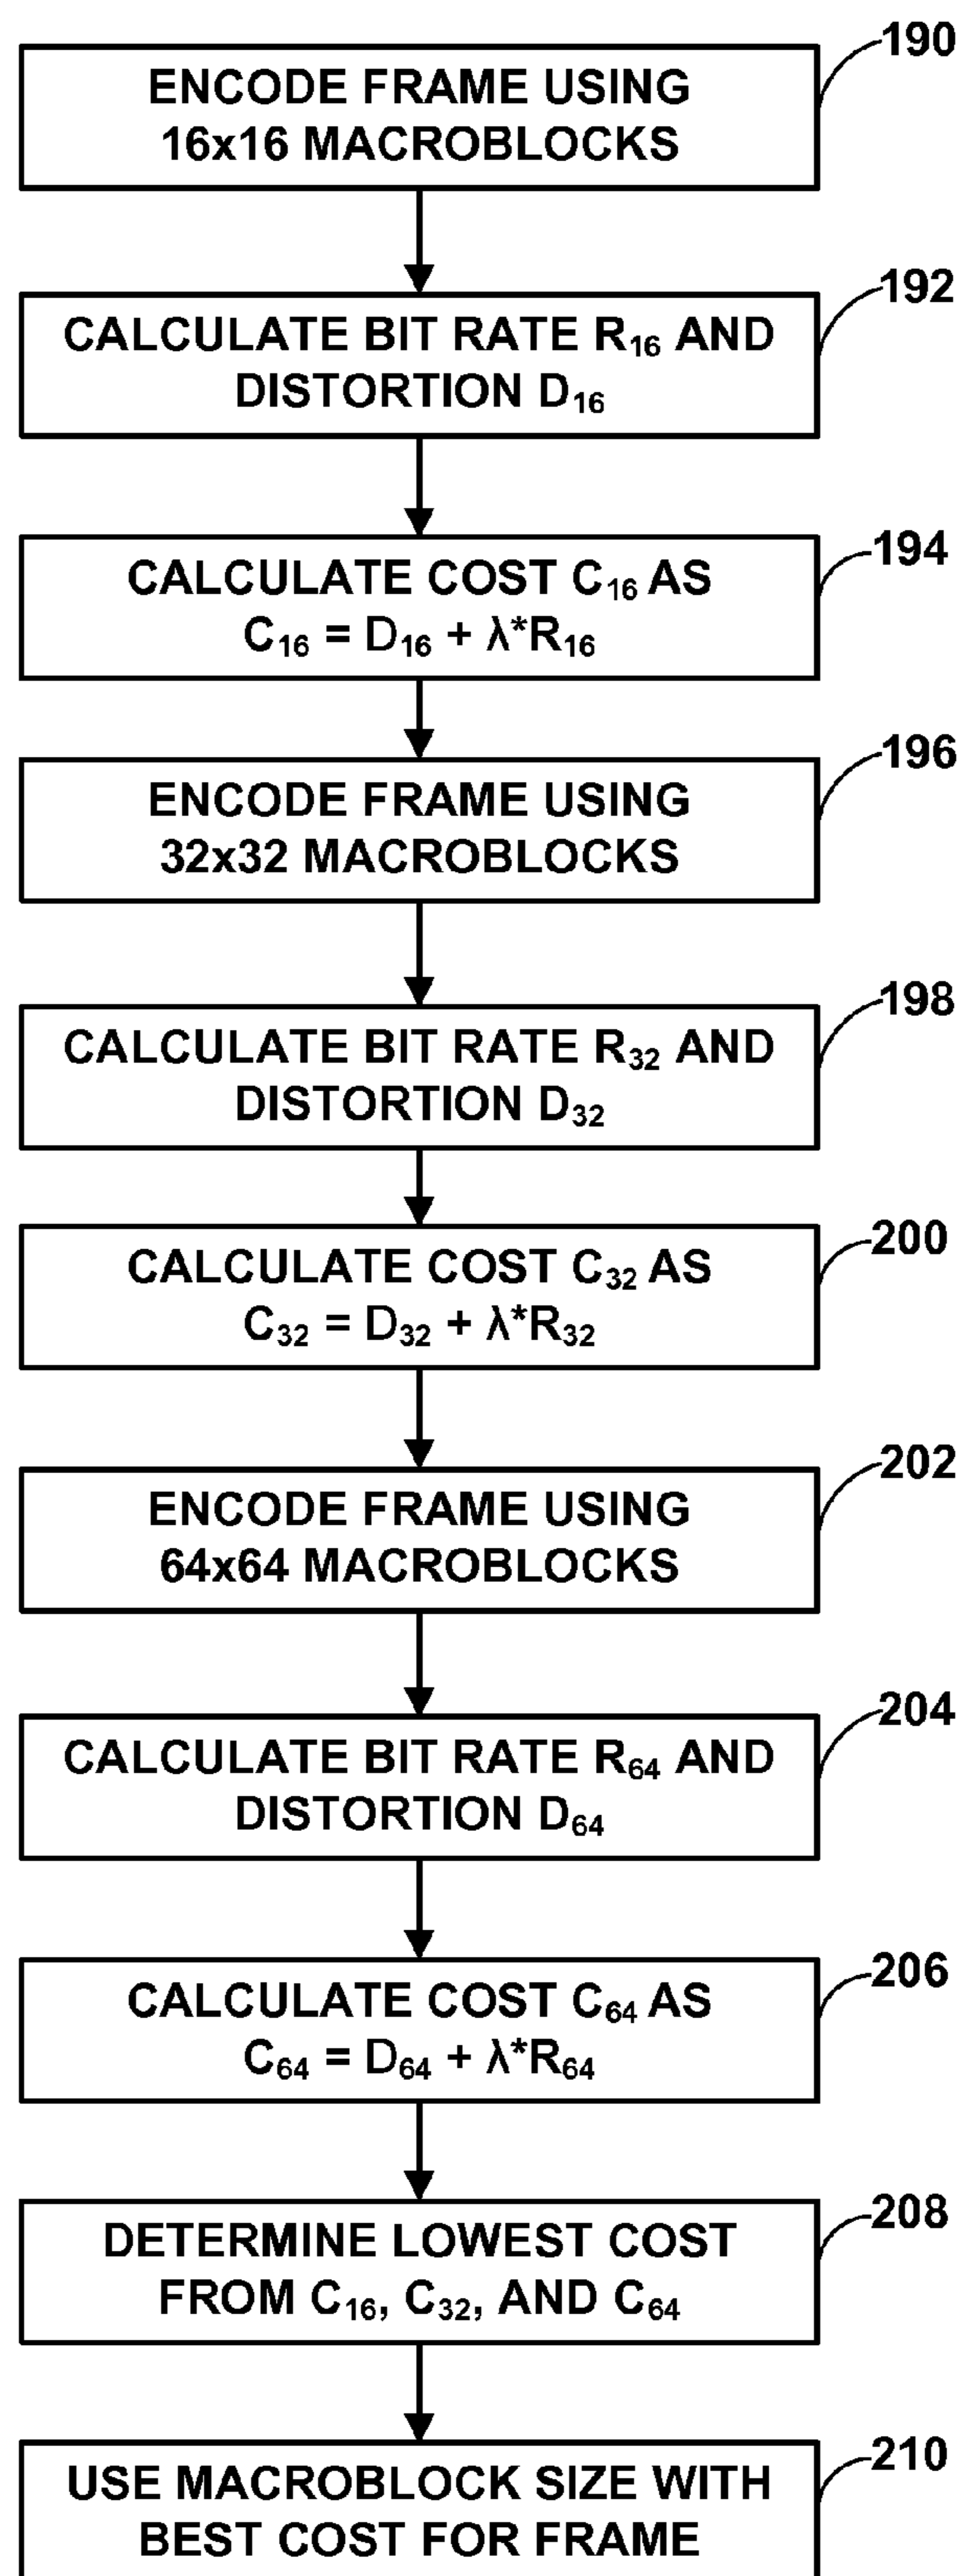 190
ENCODE FRAME USING
16x16 MACROBLOCKS
192
CALCULATE BIT RATE R₁₆ AND
DISTORTION D₁₆
194
CALCULATE COST C₁₆ AS
C₁₆ = D₁₆ + λ*R₁₆
196
ENCODE FRAME USING
32x32 MACROBLOCKS
198
CALCULATE BIT RATE R₃₂ AND
DISTORTION D₃₂
200
CALCULATE COST C₃₂ AS
C₃₂ = D₃₂ + λ*R₃₂
202
ENCODE FRAME USING
64x64 MACROBLOCKS
204
CALCULATE BIT RATE R₆₄ AND
DISTORTION D₆₄
206
CALCULATE COST C₆₄ AS
C₆₄ = D₆₄ + λ*R₆₄
208
DETERMINE LOWEST COST
FROM C₁₆, C₃₂, AND C₆₄
210
USE MACROBLOCK SIZE WITH
BEST COST FOR FRAME